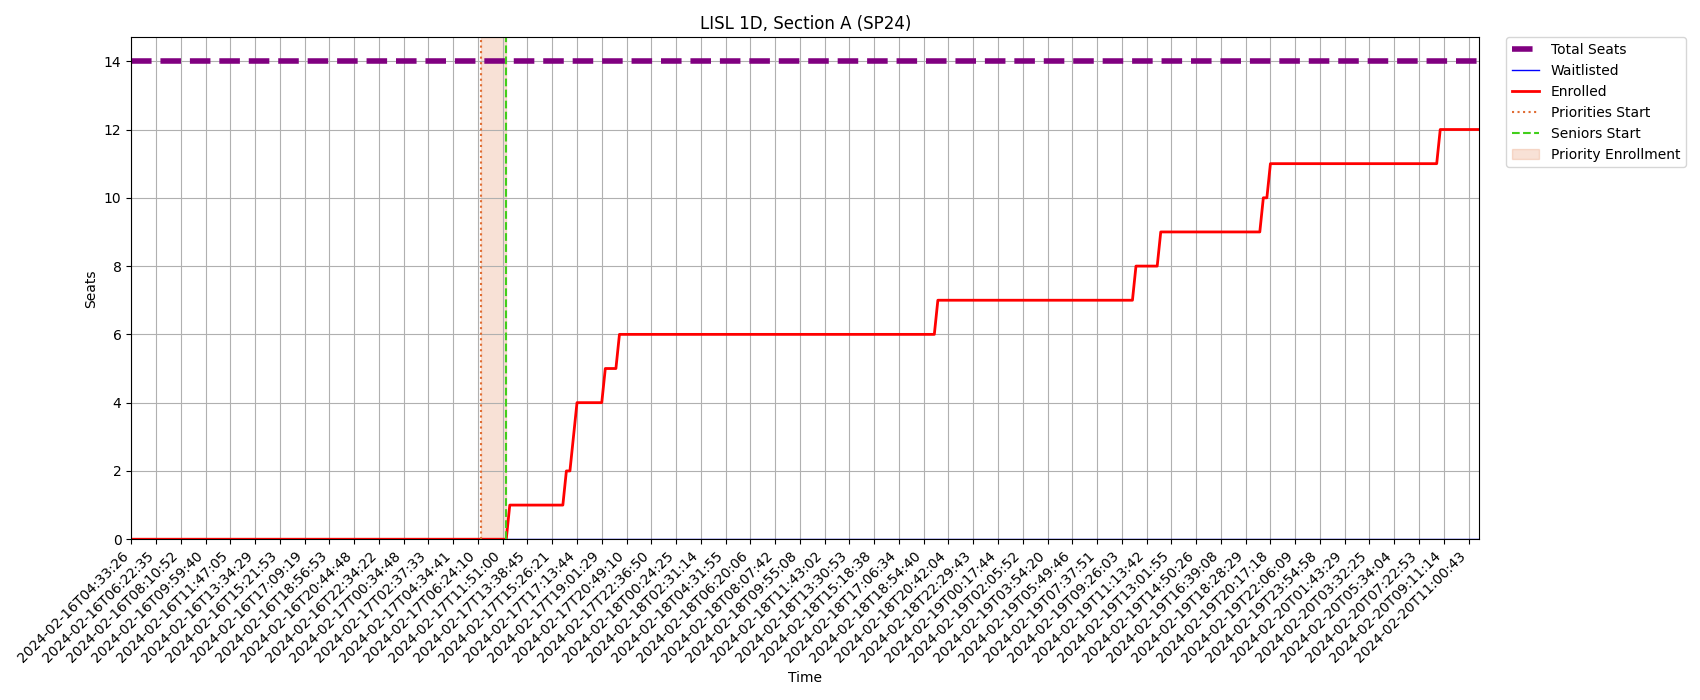 LISL 1D, Section A (SP24)
Total Seats
Waitlisted
Enrolled
Priorities Start
Seniors Start
Priority Enrollment
Seats
14
12
10
8
6
4
2
0
2024-02-16T04:33:26
2024-02-16T06:22:35
2024-02-16T08:10:52
2024-02-16T09:59:40
2024-02-16T11:47:05
2024-02-16T13:34:29
2024-02-16T15:21:53
2024-02-16T17:09:19
2024-02-16T18:56:53
2024-02-16T20:44:48
2024-02-16T22:34:22
2024-02-17T00:34:48
2024-02-17T02:37:33
2024-02-17T04:34:41
2024-02-17T06:24:10
2024-02-17T11:51:00
2024-02-17T13:38:45
2024-02-17T15:26:21
2024-02-17T17:13:44
2024-02-17T19:01:29
2024-02-17T20:49:10
2024-02-17T22:36:50
2024-02-18T00:24:25
2024-02-18T02:31:14
2024-02-18T04:31:55
2024-02-18T06:20:06
2024-02-18T08:07:42
2024-02-18T09:55:08
2024-02-18T11:43:02
2024-02-18T13:30:53
2024-02-18T15:18:38
2024-02-18T17:06:34
2024-02-18T18:54:40
2024-02-18T20:42:04
2024-02-18T22:29:43
2024-02-19T00:17:44
2024-02-19T02:05:52
2024-02-19T03:54:20
2024-02-19T05:49:46
2024-02-19T07:37:51
2024-02-19T09:26:03
2024-02-19T11:13:42
2024-02-19T13:01:55
2024-02-19T14:50:26
2024-02-19T16:39:08
2024-02-19T18:28:29
2024-02-19T20:17:18
2024-02-19T22:06:09
2024-02-19T23:54:58
2024-02-20T01:43:29
2024-02-20T03:32:25
2024-02-20T05:34:04
2024-02-20T07:22:53
2024-02-20T09:11:14
2024-02-20T11:00:43
Time